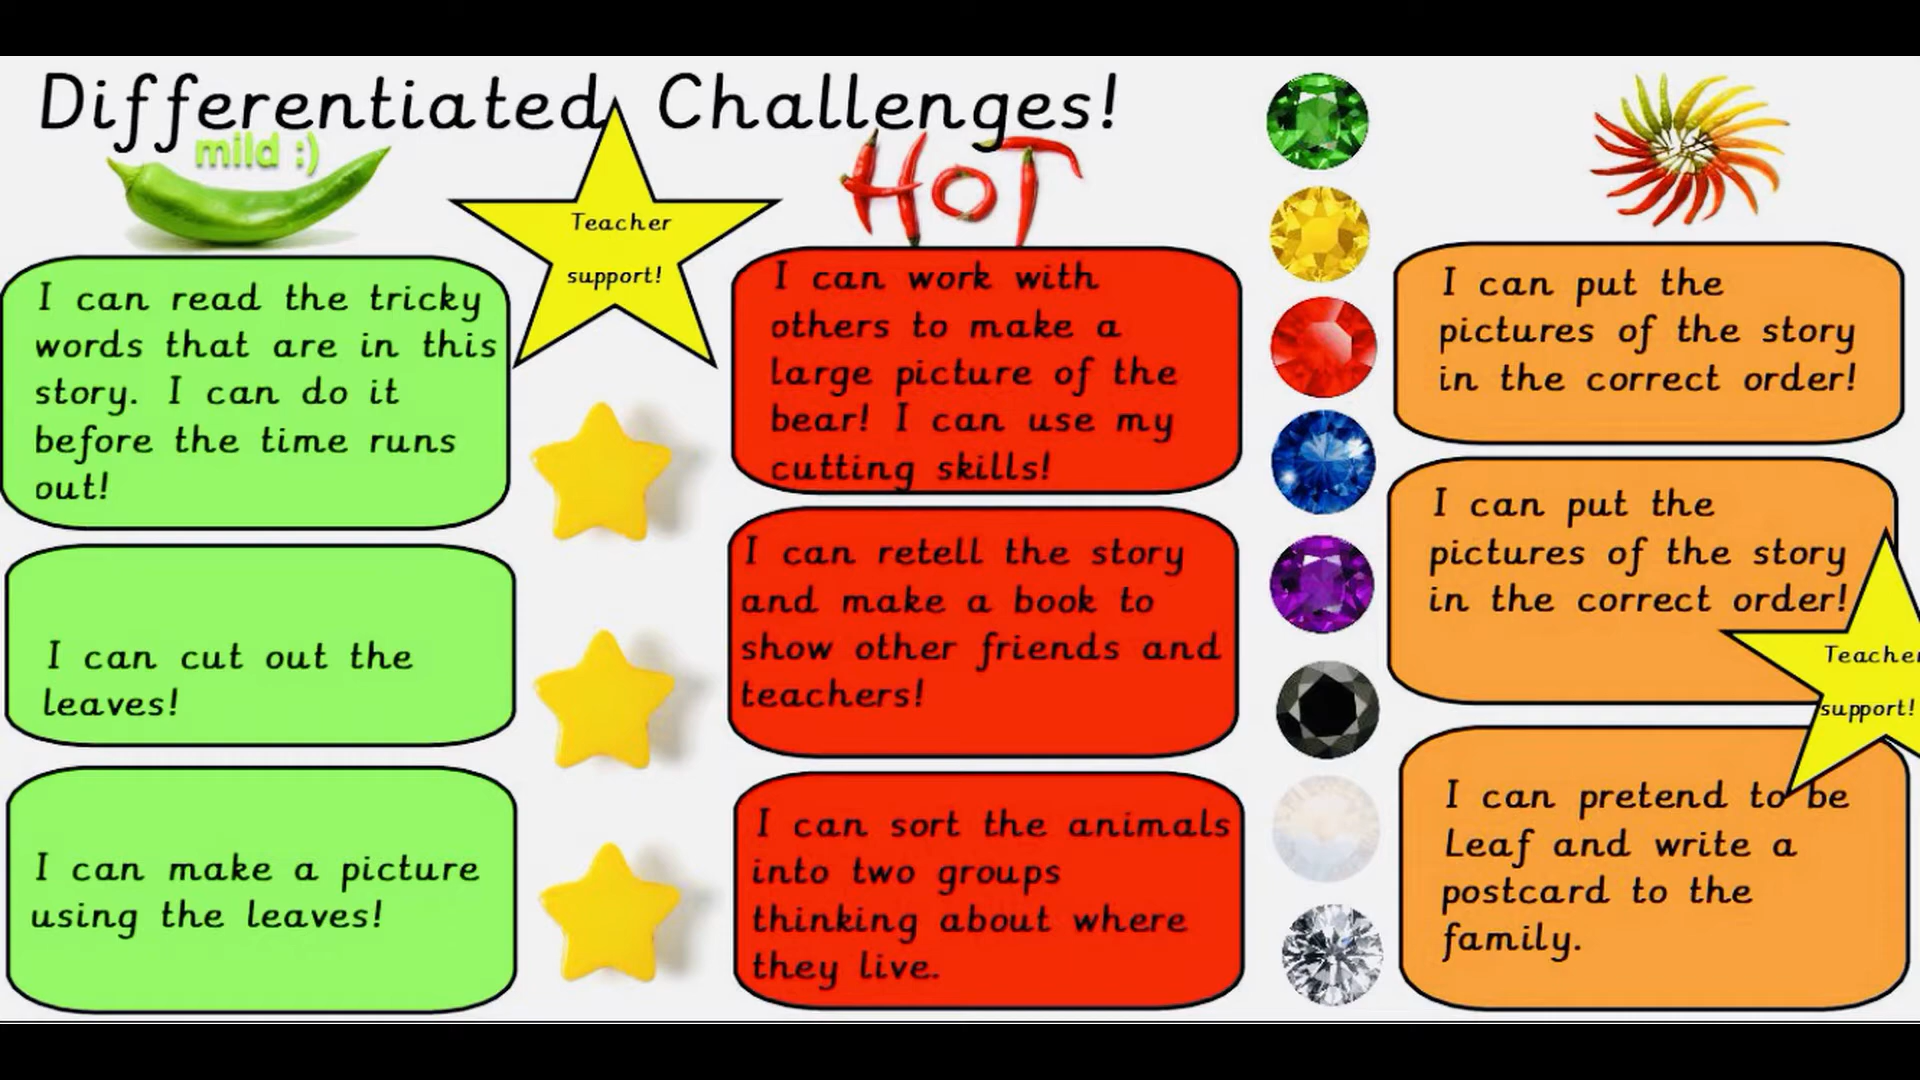 Differentiated Challenges!
mild :)
Teacher
support!
HOT
I can read the tricky
words that are in this
story. I can do it
before the time runs
out!
I can cut out the
leaves!
I can make a picture
using the leaves!
I can work with
others to make a
large picture of the
bear! I can use my
cutting skills!
I can retell the story
and make a book to
show other friends and
teachers!
I can sort the animals
into two groups
thinking about where
they live.
I can put the
pictures of the story
in the correct order!
I can put the
pictures of the story
in the correct order!
Teacher
support!
I can pretend to be
Leaf and write a
postcard to the
family.